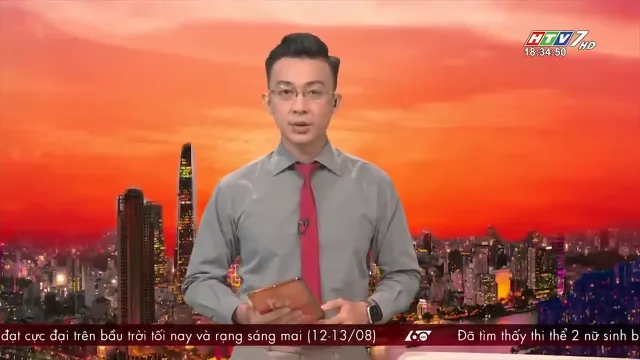 HTV7 HD
18:34:50
đạt cực đại trên bầu trời tối nay và rạng sáng mai (12-13/08) 60 Đã tìm thấy thi thể 2 nữ sinh b